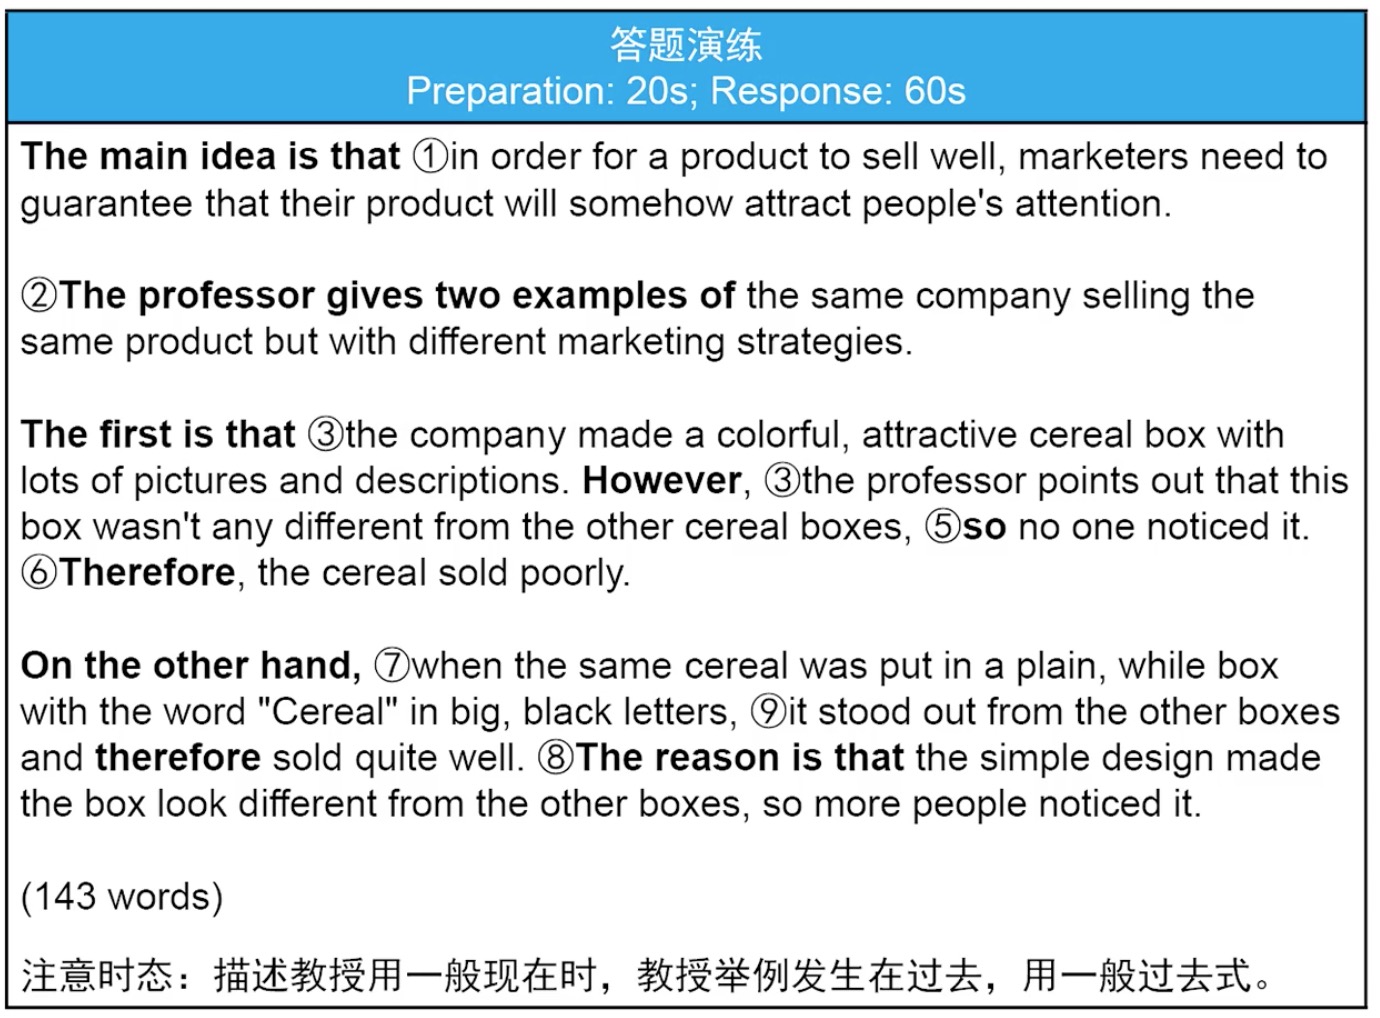 答题演练
Preparation: 20s; Response: 60s
The main idea is that ①in order for a product to sell well, marketers need to
guarantee that their product will somehow attract people's attention.
②The professor gives two examples of the same company selling the
same product but with different marketing strategies.
The first is that ③the company made a colorful, attractive cereal box with
lots of pictures and descriptions. However, ③the professor points out that this
box wasn't any different from the other cereal boxes, ⑤so no one noticed it.
⑥Therefore, the cereal sold poorly.
On the other hand, ⑦when the same cereal was put in a plain, while box
with the word "Cereal" in big, black letters, ⑨it stood out from the other boxes
and therefore sold quite well. ⑧The reason is that the simple design made
the box look different from the other boxes, so more people noticed it.
(143 words)
注意时态：描述教授用一般现在时，教授举例发生在过去，用一般过去式。